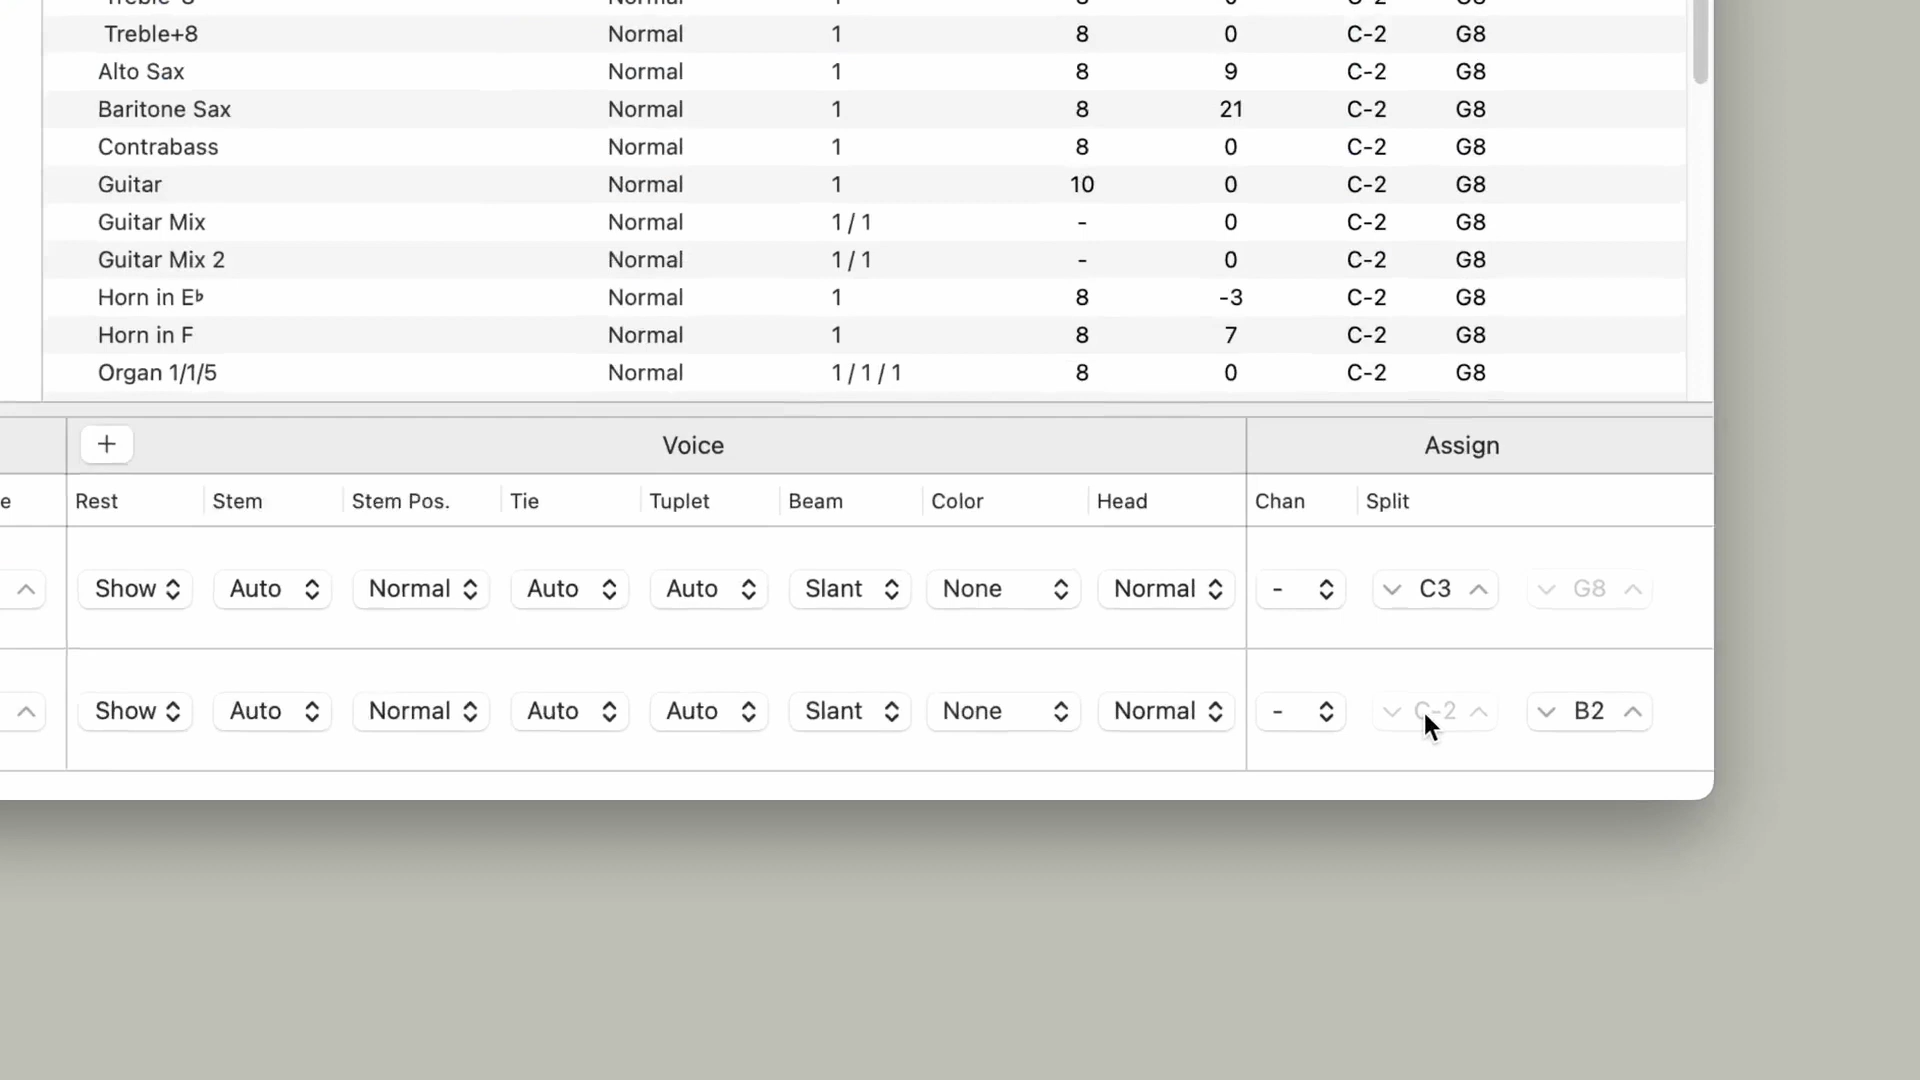 Treble+8 Normal 1 8 0 C-2 G8
Alto Sax Normal 1 8 9 C-2 G8
Baritone Sax Normal 1 8 21 C-2 G8
Contrabass Normal 1 8 0 C-2 G8
Guitar Normal 1 10 0 C-2 G8
Guitar Mix Normal 1 / 1 - 0 C-2 G8
Guitar Mix 2 Normal 1 / 1 - 0 C-2 G8
Horn in E♭ Normal 1 8 -3 C-2 G8
Horn in F Normal 1 8 7 C-2 G8
Organ 1/1/5 Normal 1 / 1 / 1 8 0 C-2 G8
+ Voice Assign
e Rest Stem Stem Pos. Tie Tuplet Beam Color Head Chan Split
Show Auto Normal Auto Auto Slant None Normal - C3 G8
Show Auto Normal Auto Auto Slant None Normal - C-2 B2